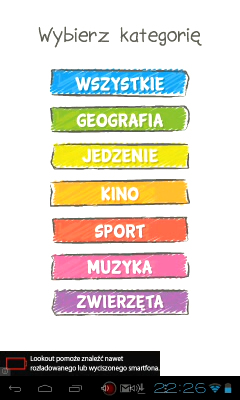 Wybierz kategorię
WSZYSTKIE
GEOGRAFIA
JEDZENIE
KINO
SPORT
MUZYKA
ZWIERZĘTA
Lookout pomoże znaleźć nawet
rozładowanego lub wyciszonego smartfona.
22:26